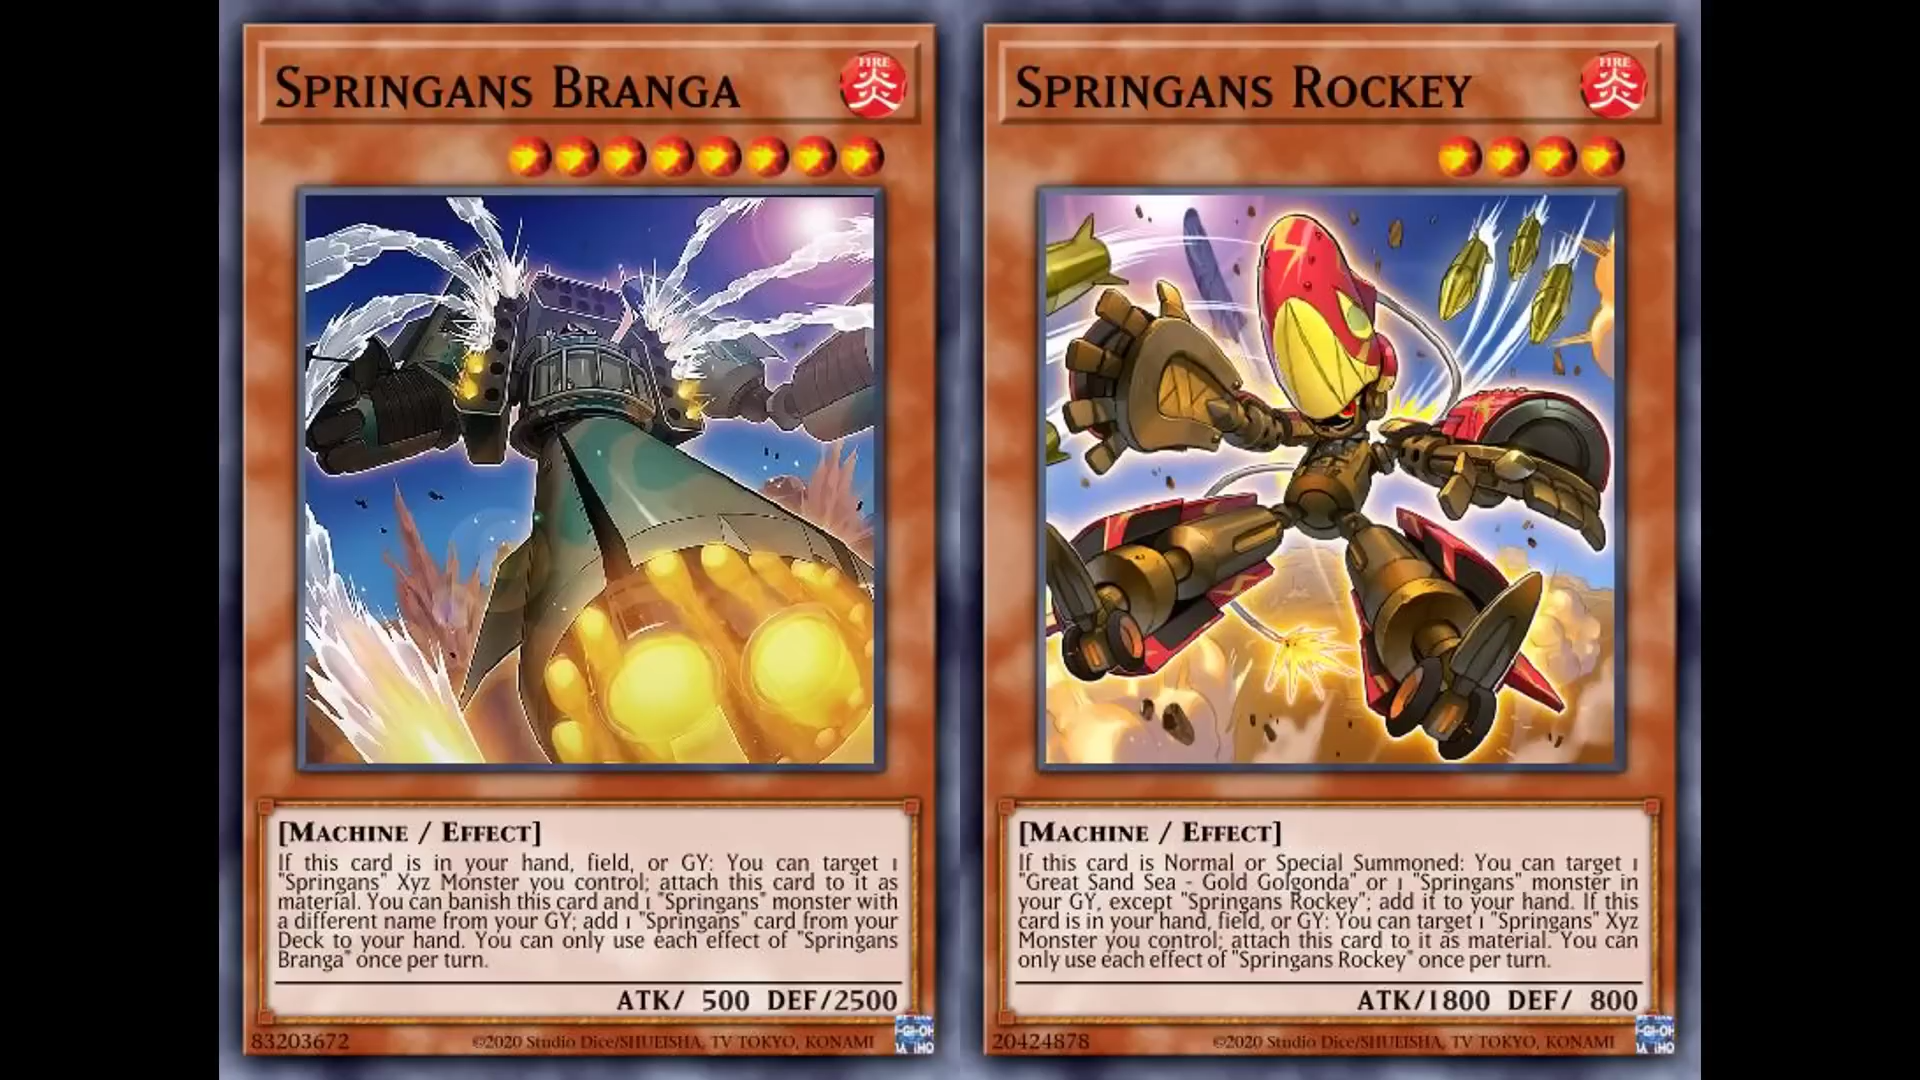 Springans Branga
FIRE
炎
[Machine / Effect]
If this card is in your hand, field, or GY: You can target 1
"Springans" Xyz Monster you control; attach this card to it as
material. You can banish this card and 1 "Springans" monster with
a different name from your GY; add 1 "Springans" card from your
Deck to your hand. You can only use each effect of "Springans
Branga" once per turn.
ATK/ 500 DEF/2500
83203672
©2020 Studio Dice/SHUEISHA, TV TOKYO, KONAMI
Springans Rockey
FIRE
炎
[Machine / Effect]
If this card is Normal or Special Summoned: You can target 1
"Great Sand Sea - Gold Golgonda" or 1 "Springans" monster in
your GY, except "Springans Rockey"; add it to your hand. If this
card is in your hand, field, or GY: You can target 1 "Springans" Xyz
Monster you control; attach this card to it as material. You can
only use each effect of "Springans Rockey" once per turn.
ATK/1800 DEF/ 800
20424878
©2020 Studio Dice/SHUEISHA, TV TOKYO, KONAMI